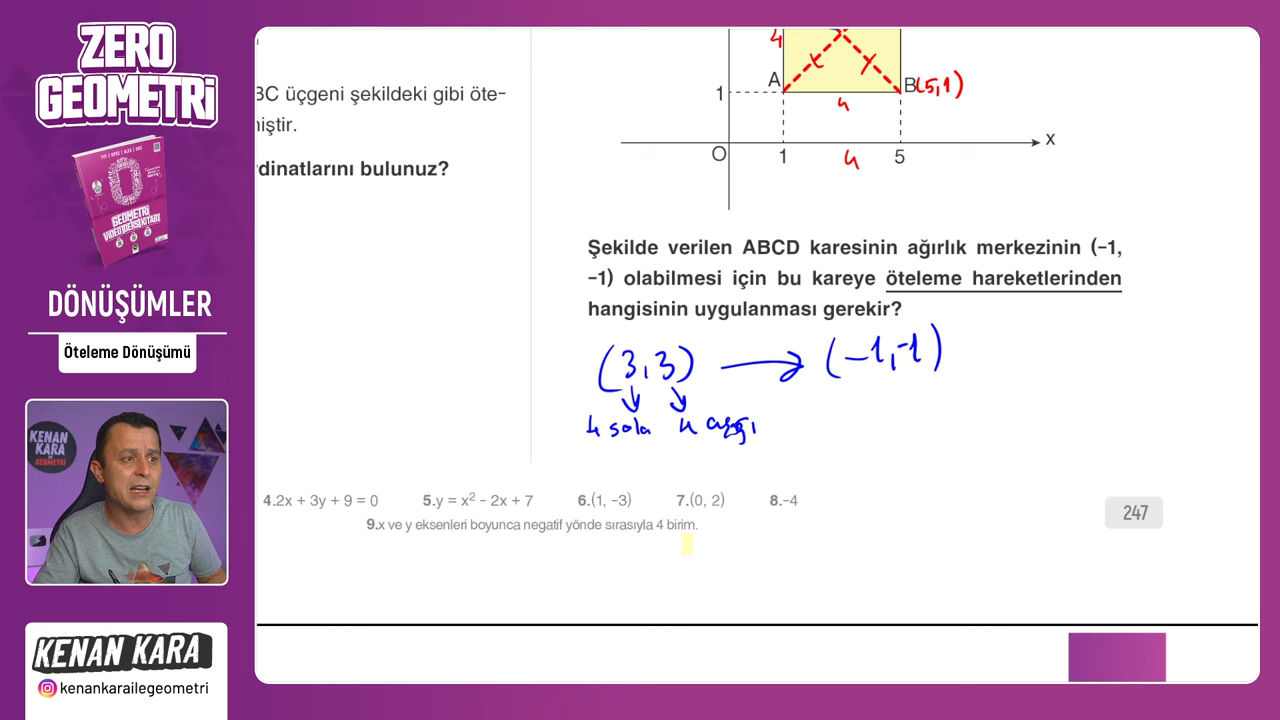 ZERO
GEOMETRİ
GEOMETRİ
VİDEO DERS KİTABI
DÖNÜŞÜMLER
Öteleme Dönüşümü
KENAN
KARA
GEOMETRİ
KENAN KARA
kenankarailegeometri
BC üçgeni şekildeki gibi öte-
niştir.
rdinatlarını bulunuz?
4
A
B(5,1)
1
4
O
1
4
5
x
Şekilde verilen ABCD karesinin ağırlık merkezinin (–1,
–1) olabilmesi için bu kareye öteleme hareketlerinden
hangisinin uygulanması gerekir?
(3,3) → (–1,–1)
4 sola 4 aşağı
4.2x + 3y + 9 = 0 5.y = x² - 2x + 7 6.(1, –3) 7.(0, 2) 8.–4
9.x ve y eksenleri boyunca negatif yönde sırasıyla 4 birim.
247